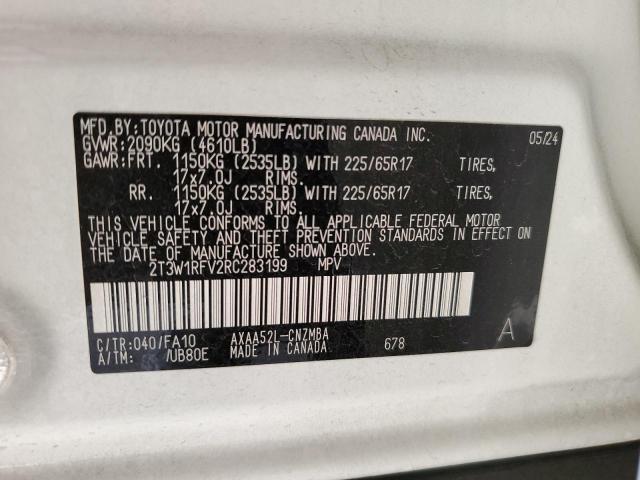 MFD.BY:TOYOTA MOTOR MANUFACTURING CANADA INC. 05/24
GVWR:2090KG (4610LB)
GAWR:FRT. 1150KG (2535LB) WITH 225/65R17 TIRES,
17x7.0J RIMS.
RR. 1150KG (2535LB) WITH 225/65R17 TIRES,
17x7.0J RIMS.
THIS VEHICLE CONFORMS TO ALL APPLICABLE FEDERAL MOTOR
VEHICLE SAFETY AND THEFT PREVENTION STANDARDS IN EFFECT ON
THE DATE OF MANUFACTURE SHOWN ABOVE.
2T3W1RFV2RC283199 MPV
C/TR:040/FA10 AXAA52L-CNZMBA 678 A
A/TM: /UB80E MADE IN CANADA